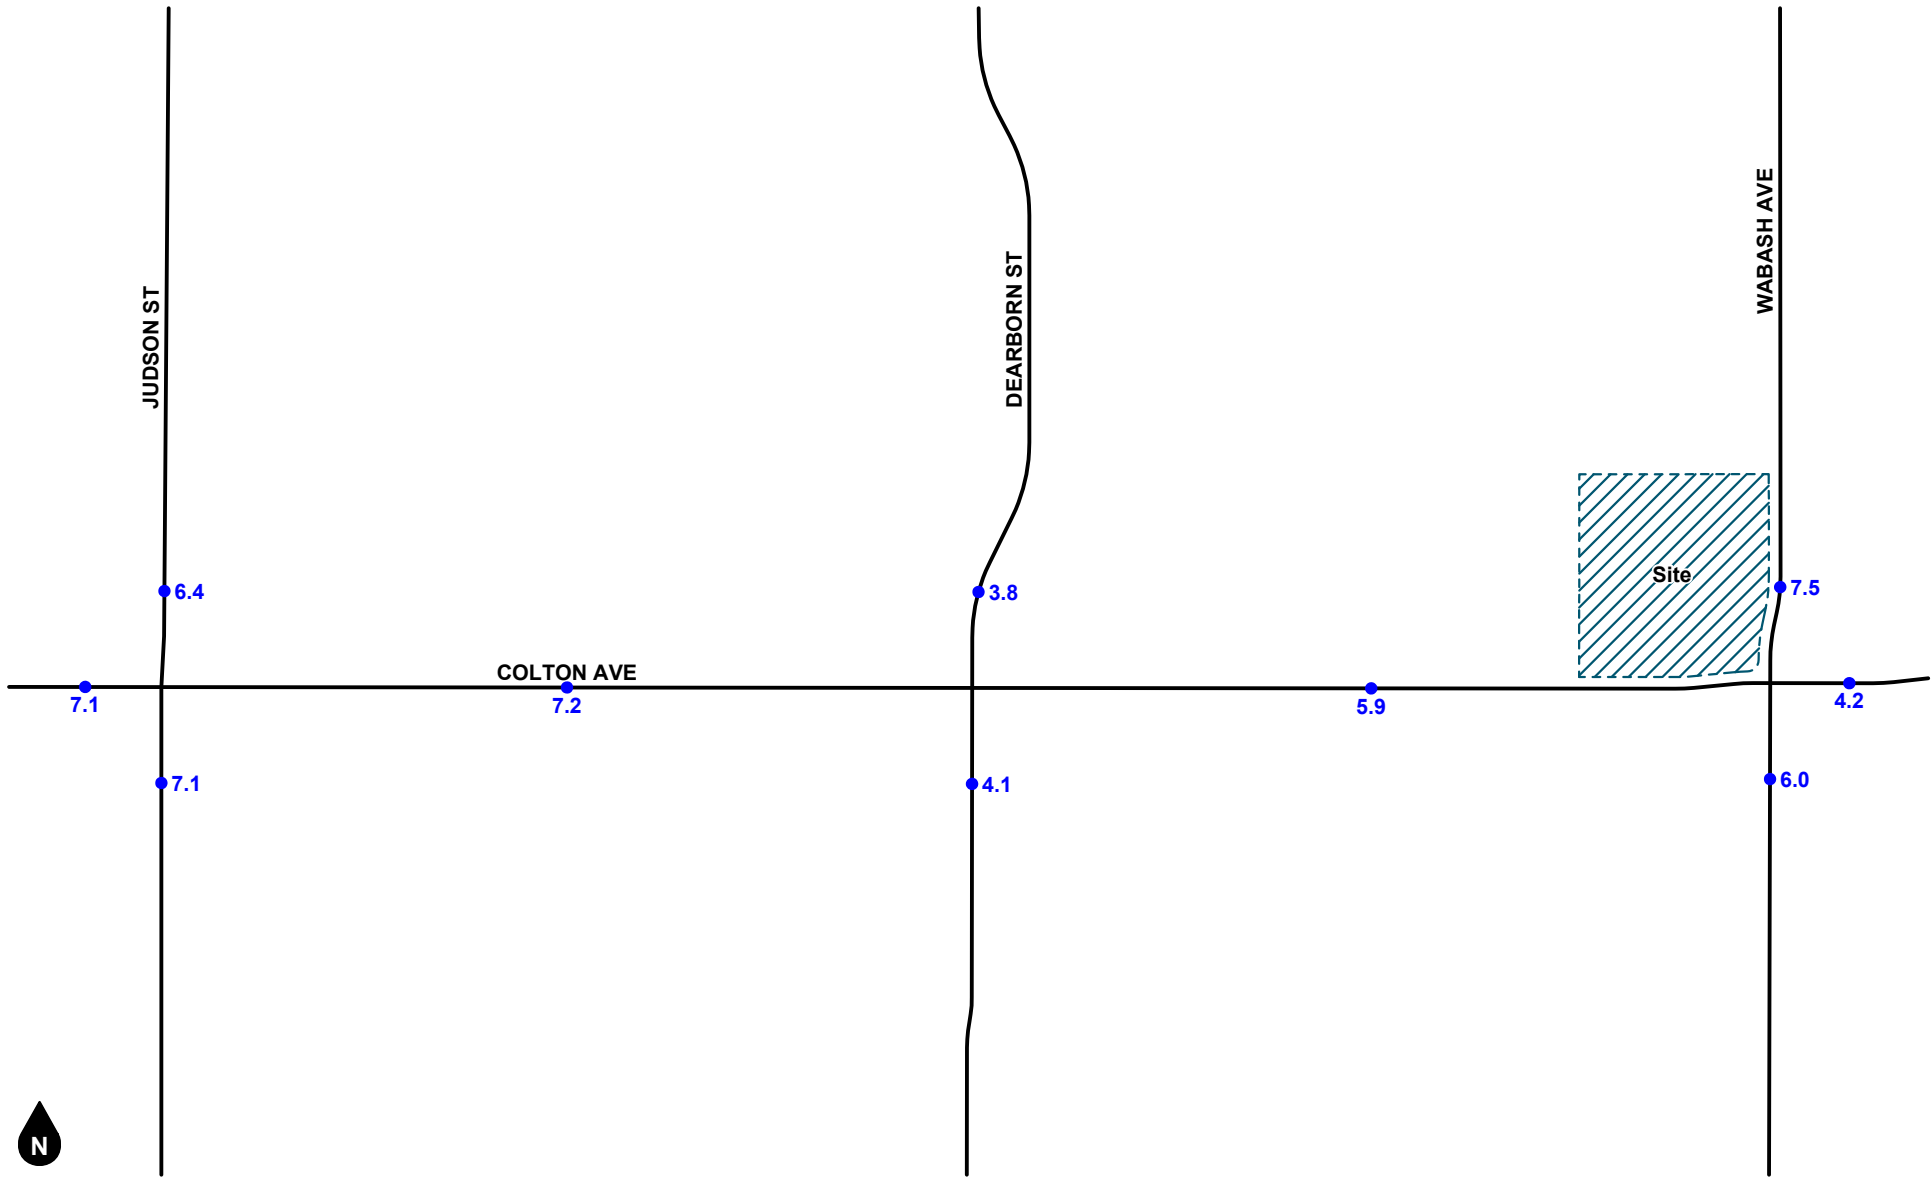 WABASH AVE
DEARBORN ST
JUDSON ST
Site
6.4
3.8
7.5
COLTON AVE
7.1
7.2
5.9
4.2
7.1
4.1
6.0
N